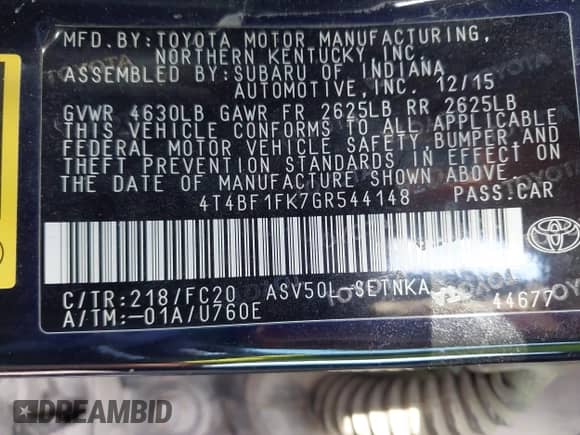 MFD.BY:TOYOTA MOTOR MANUFACTURING,
NORTHERN KENTUCKY,INC.
ASSEMBLED BY:SUBARU OF INDIANA
AUTOMOTIVE,INC. 12/15
GVWR 4630LB GAWR FR 2625LB RR 2625LB
THIS VEHICLE CONFORMS TO ALL APPLICABLE
FEDERAL MOTOR VEHICLE SAFETY,BUMPER,AND
THEFT PREVENTION STANDARDS IN EFFECT ON
THE DATE OF MANUFACTURE SHOWN ABOVE.
4T4BF1FK7GR544148 PASS.CAR
C/TR:218/FC20 ASV50L-SETNKA
A/TM:-01A/U760E 44677
DREAMBID